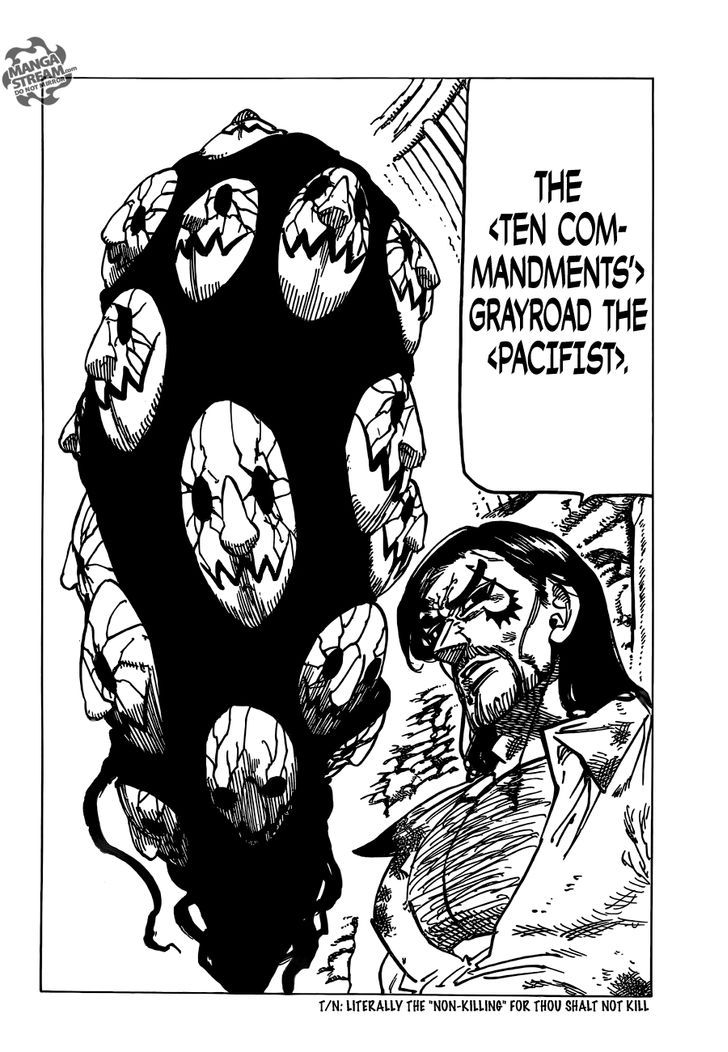 MANGA
STREAM.com
DO NOT MIRROR
THE
<TEN COM-
MANDMENTS'>
GRAYROAD THE
<PACIFIST>.
T/N: LITERALLY THE "NON-KILLING" FOR THOU SHALT NOT KILL